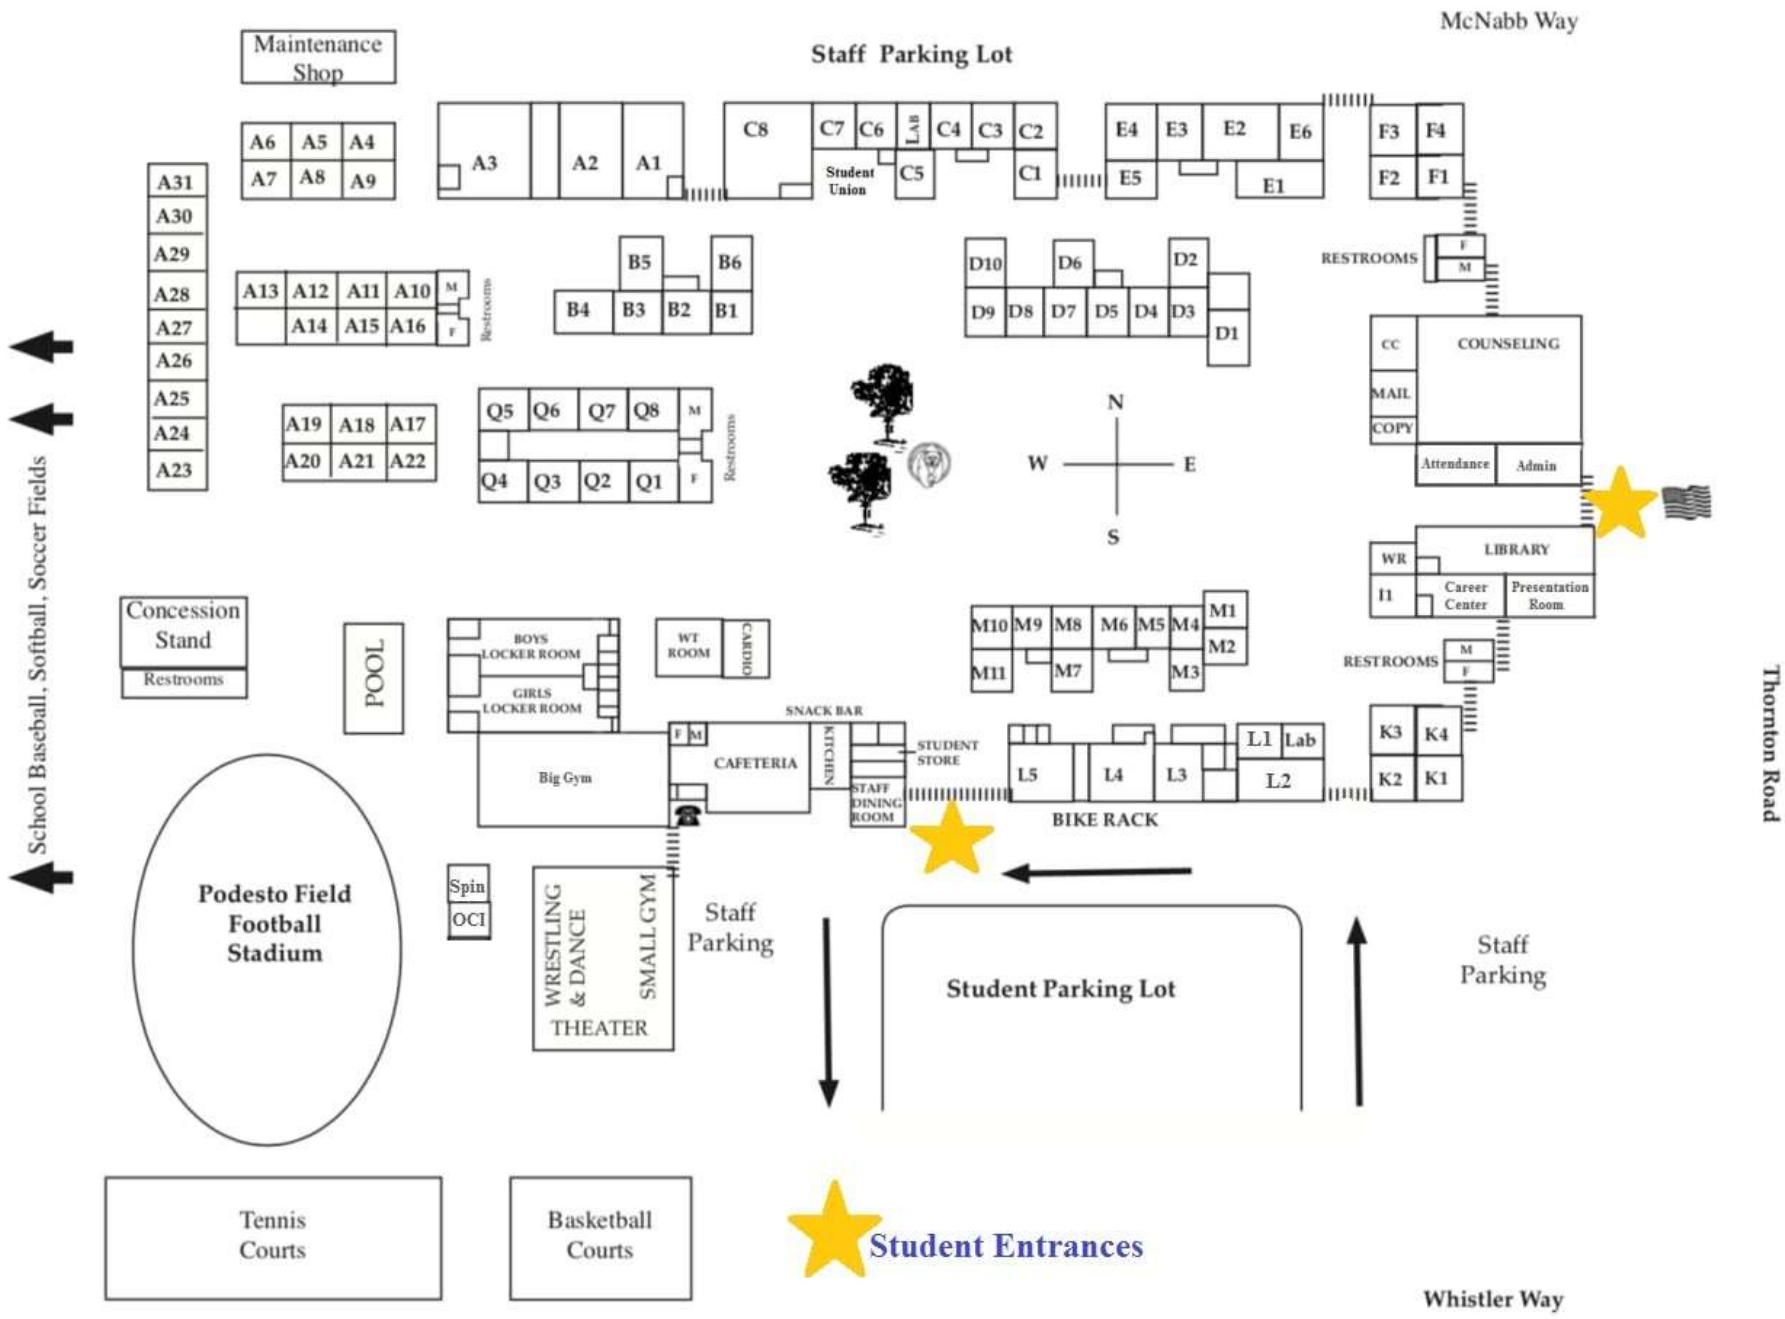 McNabb Way
Maintenance
Shop
Staff Parking Lot
A6 A5 A4
A7 A8 A9
A3 A2 A1
C8 C7 C6 LAB C4 C3 C2
Student
Union
C5 C1
E4 E3 E2 E6
E5 E1
F3 F4
F2 F1
A31
A30
A29
A28
A27
A26
A25
A24
A23
A13 A12 A11 A10 M
A14 A15 A16 F
Restrooms
B5 B6
B4 B3 B2 B1
D10 D6 D2
D9 D8 D7 D5 D4 D3
D1
RESTROOMS
F
M
CC
COUNSELING
MAIL
COPY
Attendance Admin
A19 A18 A17
A20 A21 A22
Q5 Q6 Q7 Q8 M
Q4 Q3 Q2 Q1 F
Restrooms
N
W E
S
School Baseball, Softball, Soccer Fields
WR
LIBRARY
I1
Career
Center
Presentation
Room
Concession
Stand
Restrooms
POOL
BOYS
LOCKER ROOM
GIRLS
LOCKER ROOM
WT
ROOM
CARDIO
M10 M9 M8 M6 M5 M4 M1
M2
M11 M7 M3
RESTROOMS
M
F
Thornton Road
SNACK BAR
F M
CAFETERIA
KITCHEN
STUDENT
STORE
STAFF
DINING
ROOM
Big Gym
L5 L4 L3 L1 Lab
L2
K3 K4
K2 K1
BIKE RACK
Podesto Field
Football
Stadium
Spin
OCI
WRESTLING
& DANCE
SMALL GYM
THEATER
Staff
Parking
Student Parking Lot
Staff
Parking
Tennis
Courts
Basketball
Courts
Student Entrances
Whistler Way